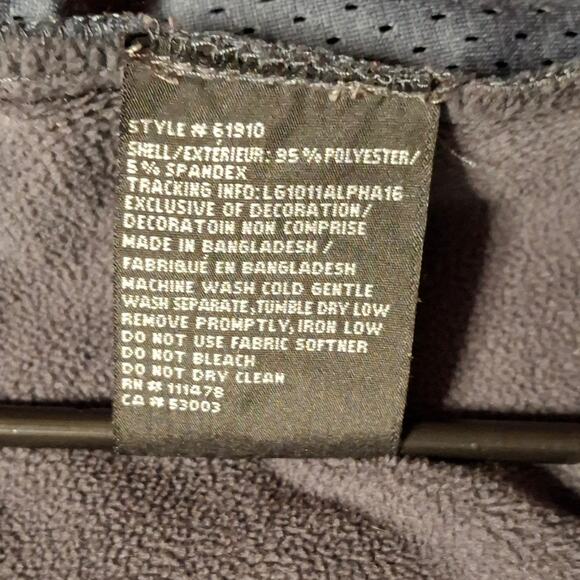 STYLE # 61910
SHELL/EXTÉRIEUR: 95 % POLYESTER/
5 % SPANDEX
TRACKING INFO: LG1011ALPHA16
EXCLUSIVE OF DECORATION/
DECORATOIN NON COMPRISE
MADE IN BANGLADESH /
FABRIQUÉ EN BANGLADESH
MACHINE WASH COLD GENTLE
WASH SEPARATE, TUMBLE DRY LOW
REMOVE PROMPTLY, IRON LOW
DO NOT USE FABRIC SOFTNER
DO NOT BLEACH
DO NOT DRY CLEAN
RN # 111478
CA # 53003